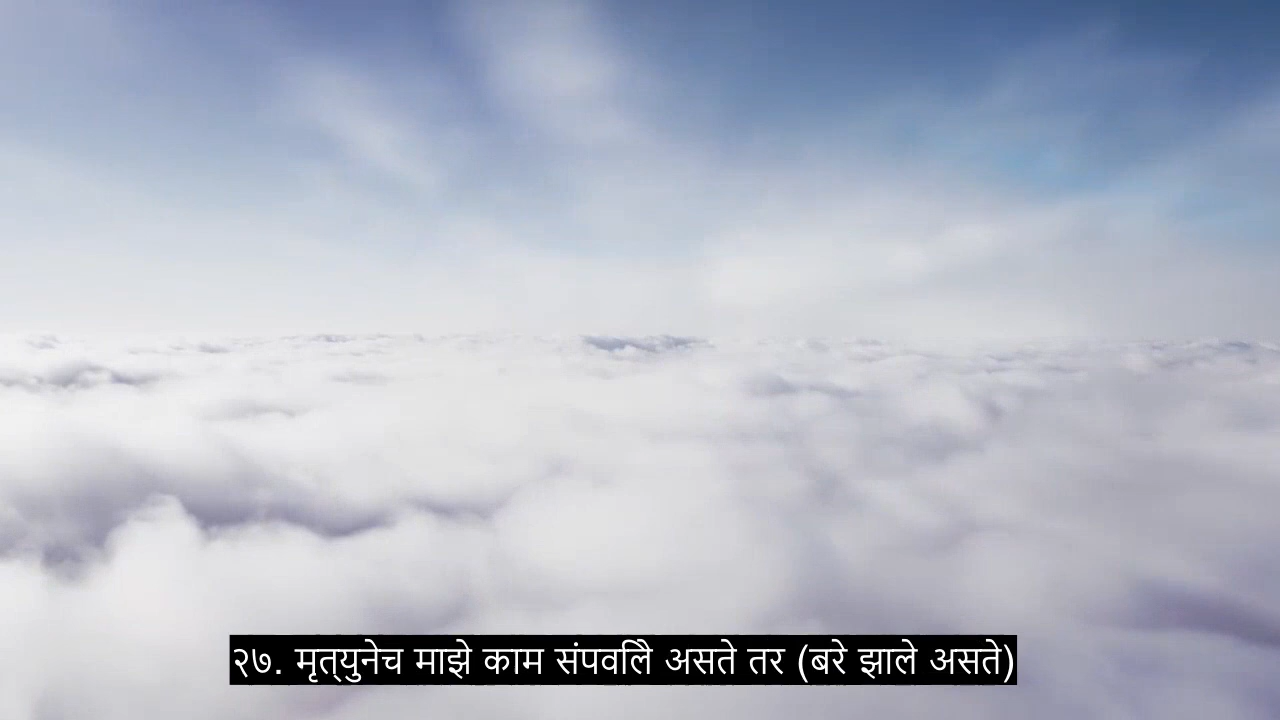 २७. मृत्युनेच माझे काम संपविले असते तर (बरे झाले असते)